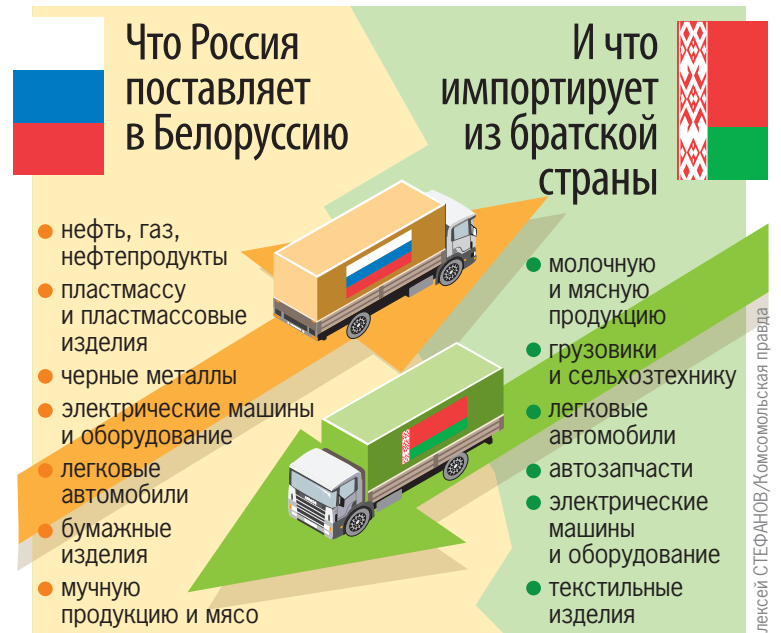 Что Россия
поставляет
в Белоруссию
нефть, газ,
нефтепродукты
пластмассу
и пластмассовые
изделия
черные металлы
электрические машины
и оборудование
легковые
автомобили
бумажные
изделия
мучную
продукцию и мясо
И что
импортирует
из братской
страны
молочную
и мясную
продукцию
грузовики
и сельхозтехнику
легковые
автомобили
автозапчасти
электрические
машины
и оборудование
текстильные
изделия
лексей СТЕФАНОВ/Комсомольская правда